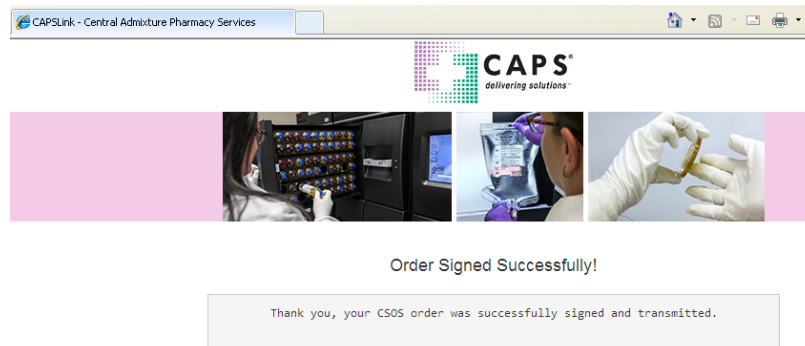 CAPSLink - Central Admixture Pharmacy Services
CAPS®
delivering solutions™
Order Signed Successfully!
Thank you, your CSOS order was successfully signed and transmitted.